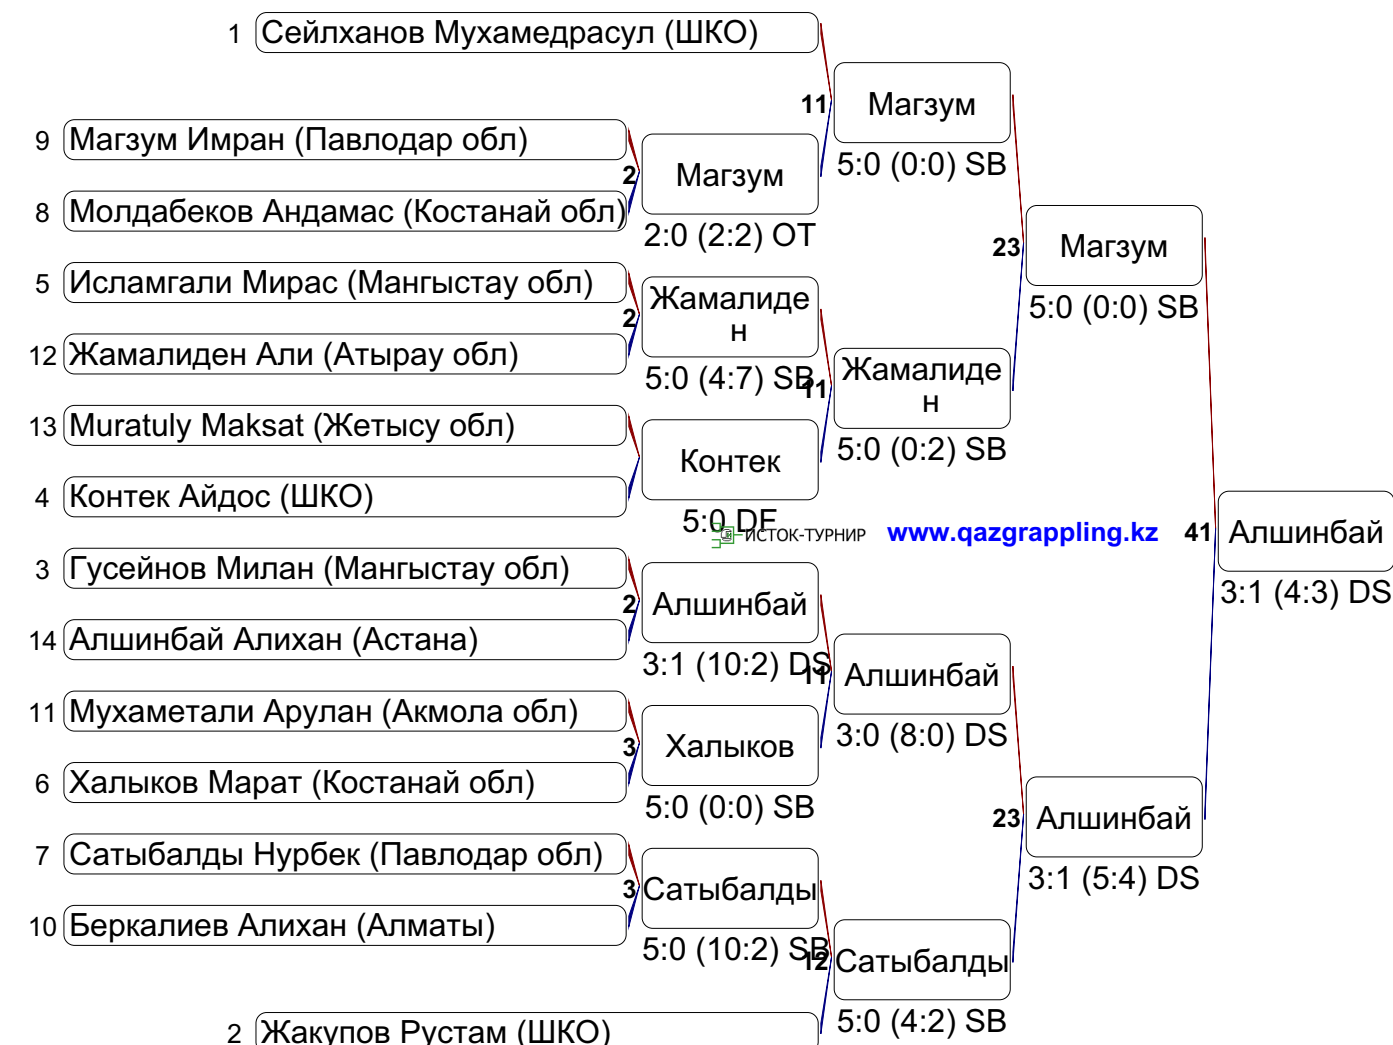 1 Сейлханов Мухамедрасул (ШКО)
11 Магзум
5:0 (0:0) SB
9 Магзум Имран (Павлодар обл)
2 Магзум
2:0 (2:2) OT
8 Молдабеков Андамас (Костанай обл)
23 Магзум
5:0 (0:0) SB
5 Исламгали Мирас (Мангыстау обл)
2 Жамалиде
н
5:0 (4:7) SB
12 Жамалиден Али (Атырау обл)
11 Жамалиде
н
5:0 (0:2) SB
13 Muratuly Maksat (Жетысу обл)
Контек
5:0 DF
4 Контек Айдос (ШКО)
ИСТОК-ТУРНИР www.qazgrappling.kz
41 Алшинбай
3:1 (4:3) DS
3 Гусейнов Милан (Мангыстау обл)
2 Алшинбай
3:1 (10:2) DS
14 Алшинбай Алихан (Астана)
11 Алшинбай
3:0 (8:0) DS
11 Мухаметали Арулан (Акмола обл)
3 Халыков
5:0 (0:0) SB
6 Халыков Марат (Костанай обл)
23 Алшинбай
3:1 (5:4) DS
7 Сатыбалды Нурбек (Павлодар обл)
3 Сатыбалды
5:0 (10:2) SB
10 Беркалиев Алихан (Алматы)
12 Сатыбалды
5:0 (4:2) SB
2 Жакупов Рустам (ШКО)